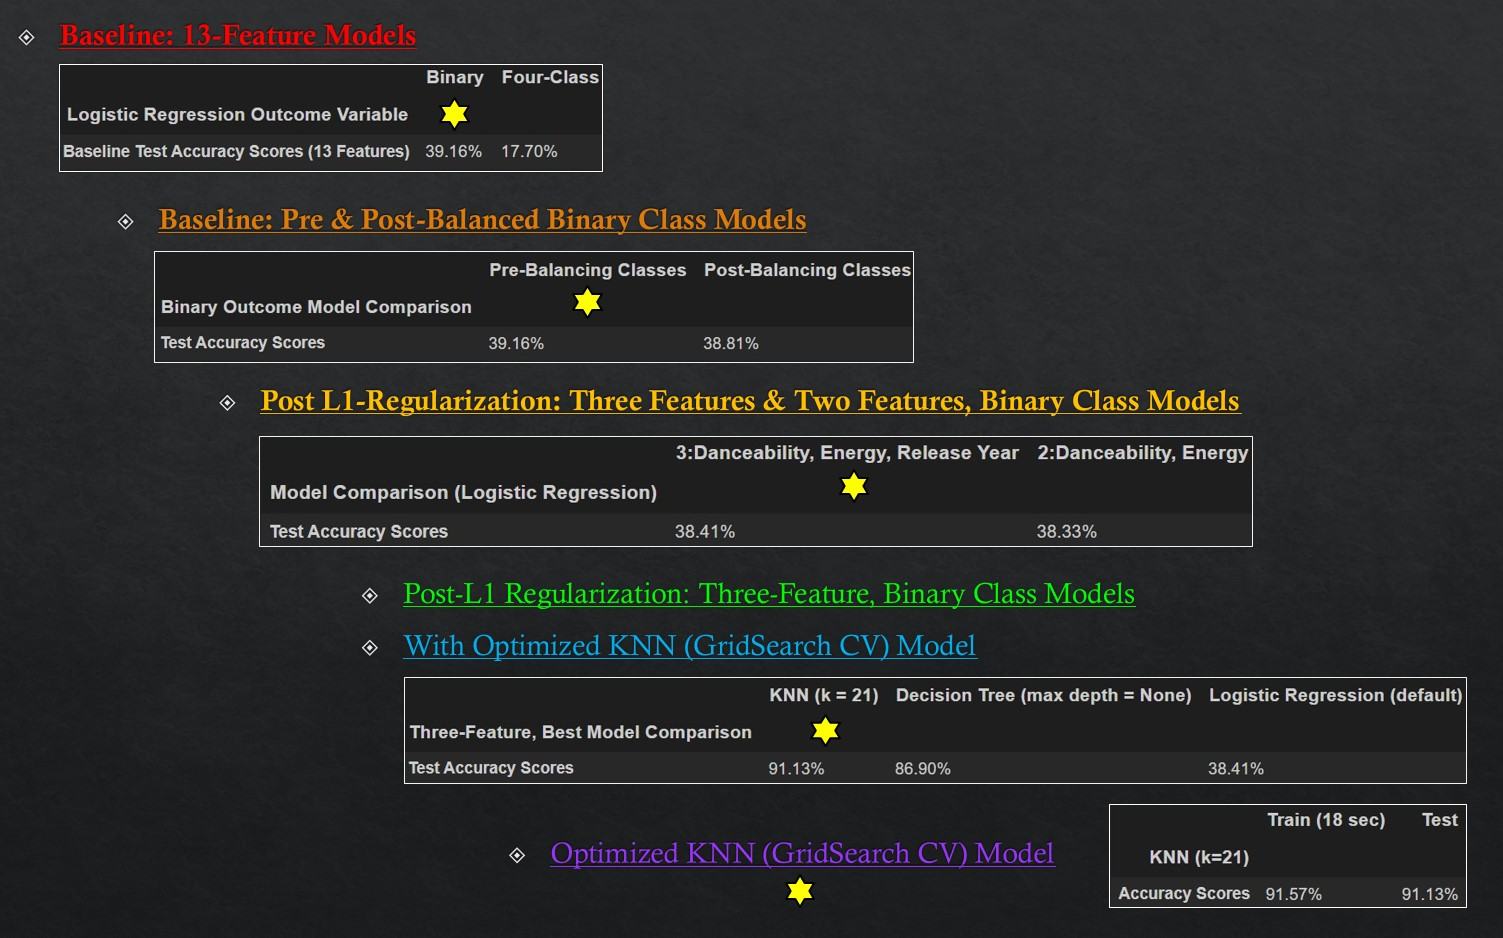 Baseline: 13-Feature Models
Binary Four-Class
Logistic Regression Outcome Variable
Baseline Test Accuracy Scores (13 Features) 39.16% 17.70%
Baseline: Pre & Post-Balanced Binary Class Models
Pre-Balancing Classes Post-Balancing Classes
Binary Outcome Model Comparison
Test Accuracy Scores 39.16% 38.81%
Post L1-Regularization: Three Features & Two Features, Binary Class Models
3:Danceability, Energy, Release Year 2:Danceability, Energy
Model Comparison (Logistic Regression)
Test Accuracy Scores 38.41% 38.33%
Post-L1 Regularization: Three-Feature, Binary Class Models
With Optimized KNN (GridSearch CV) Model
KNN (k = 21) Decision Tree (max depth = None) Logistic Regression (default)
Three-Feature, Best Model Comparison
Test Accuracy Scores 91.13% 86.90% 38.41%
Optimized KNN (GridSearch CV) Model
Train (18 sec) Test
KNN (k=21)
Accuracy Scores 91.57% 91.13%